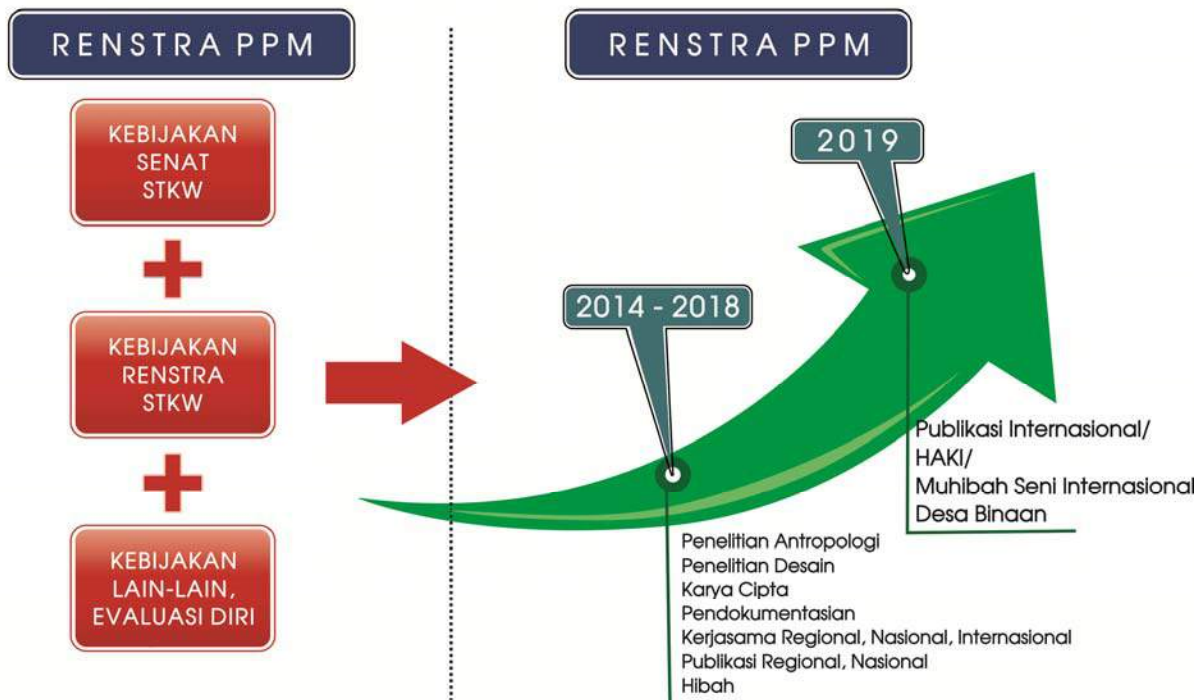 RENSTRA PPM
KEBIJAKAN
SENAT
STKW
KEBIJAKAN
RENSTRA
STKW
KEBIJAKAN
LAIN-LAIN,
EVALUASI DIRI
RENSTRA PPM
2014 - 2018
Penelitian Antropologi
Penelitian Desain
Karya Cipta
Pendokumentasian
Kerjasama Regional, Nasional, Internasional
Publikasi Regional, Nasional
Hibah
2019
Publikasi Internasional/
HAKI/
Muhibah Seni Internasional
Desa Binaan